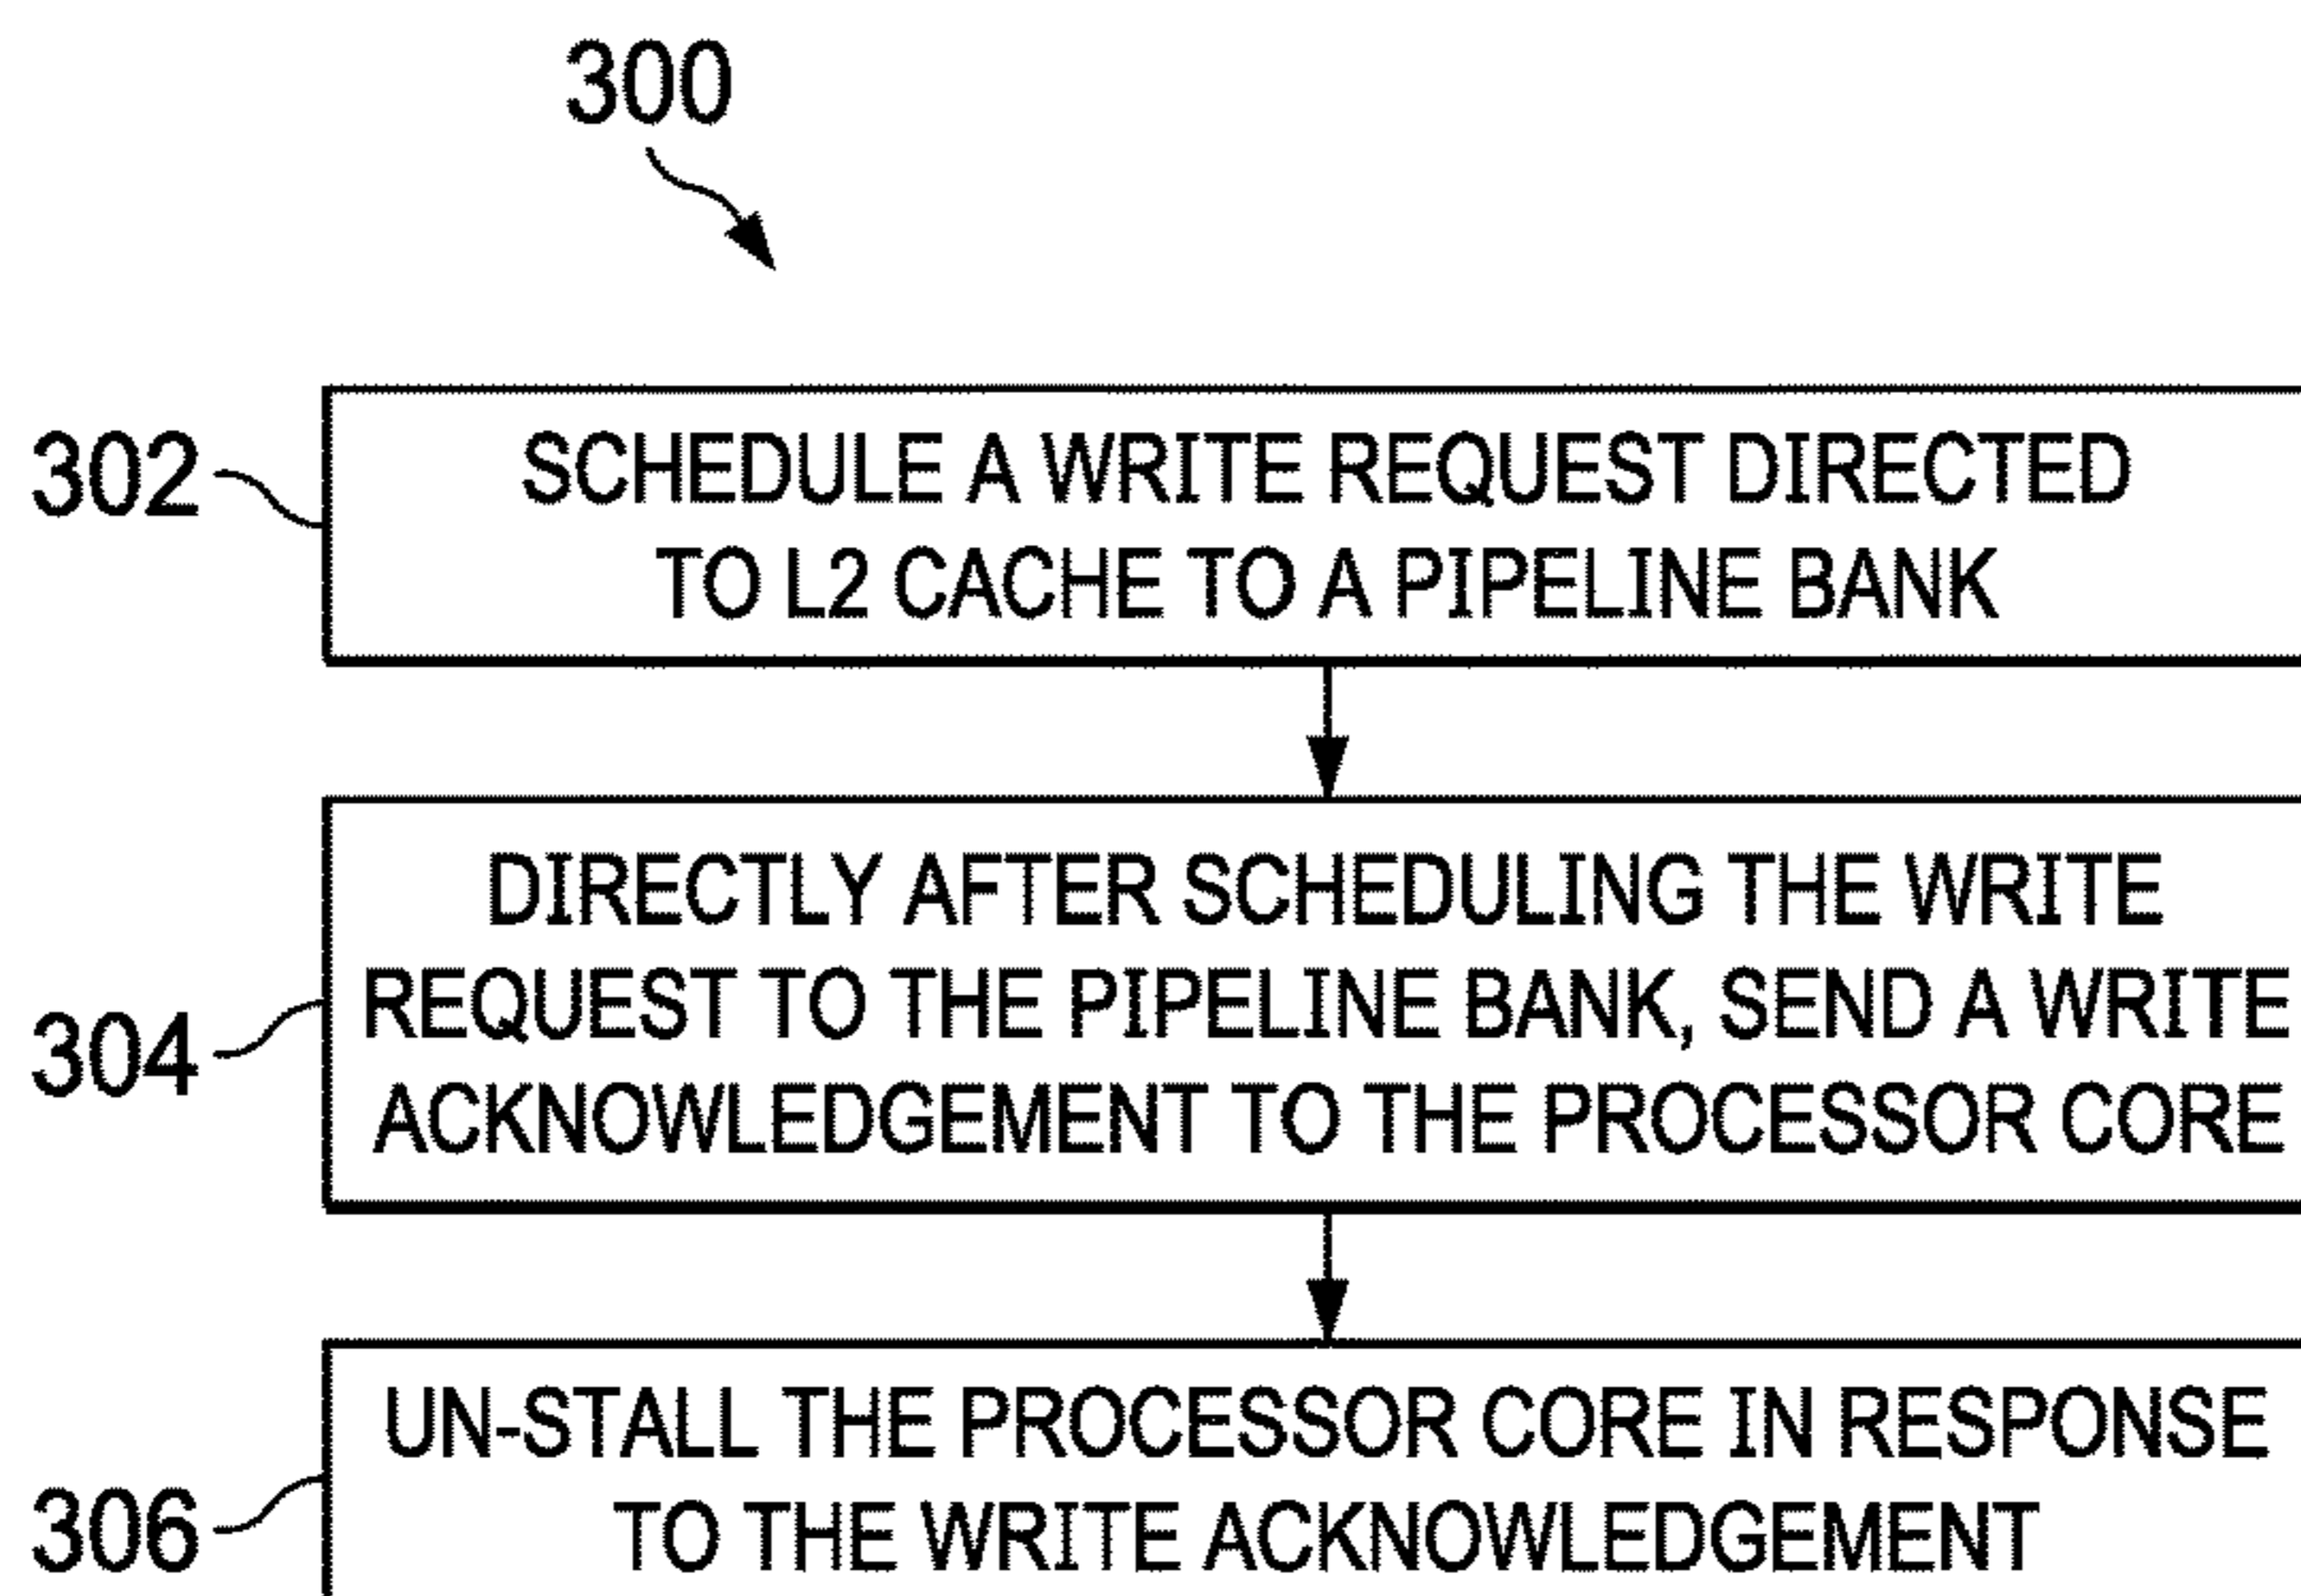 300
302
SCHEDULE A WRITE REQUEST DIRECTED
TO L2 CACHE TO A PIPELINE BANK
304
DIRECTLY AFTER SCHEDULING THE WRITE
REQUEST TO THE PIPELINE BANK, SEND A WRITE
ACKNOWLEDGEMENT TO THE PROCESSOR CORE
306
UN-STALL THE PROCESSOR CORE IN RESPONSE
TO THE WRITE ACKNOWLEDGEMENT